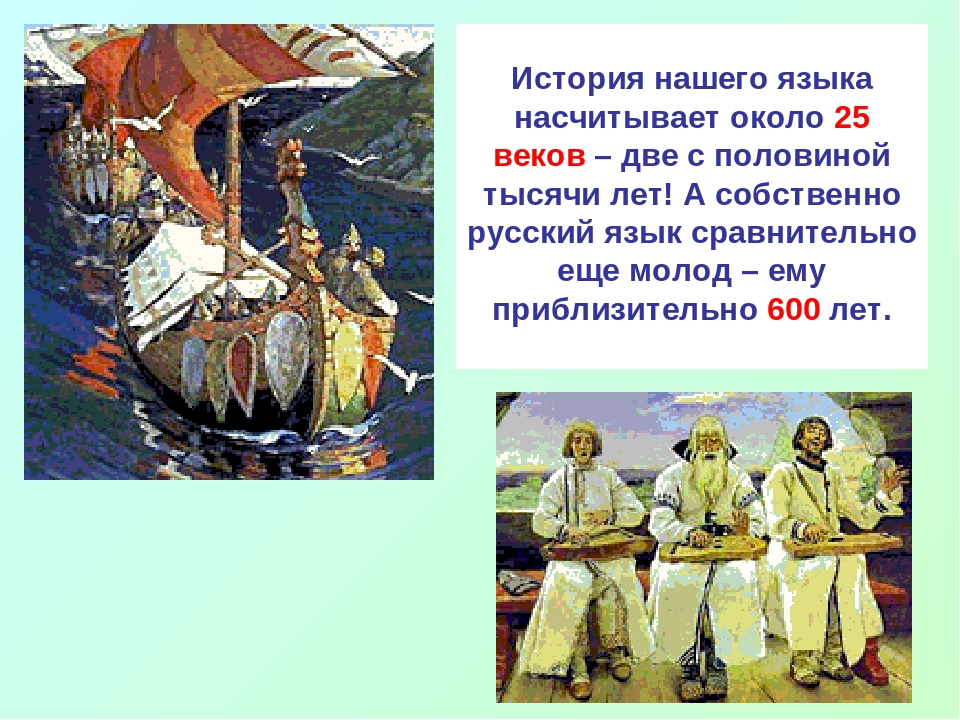 История нашего языка
насчитывает около 25
веков – две с половиной
тысячи лет! А собственно
русский язык сравнительно
еще молод – ему
приблизительно 600 лет.